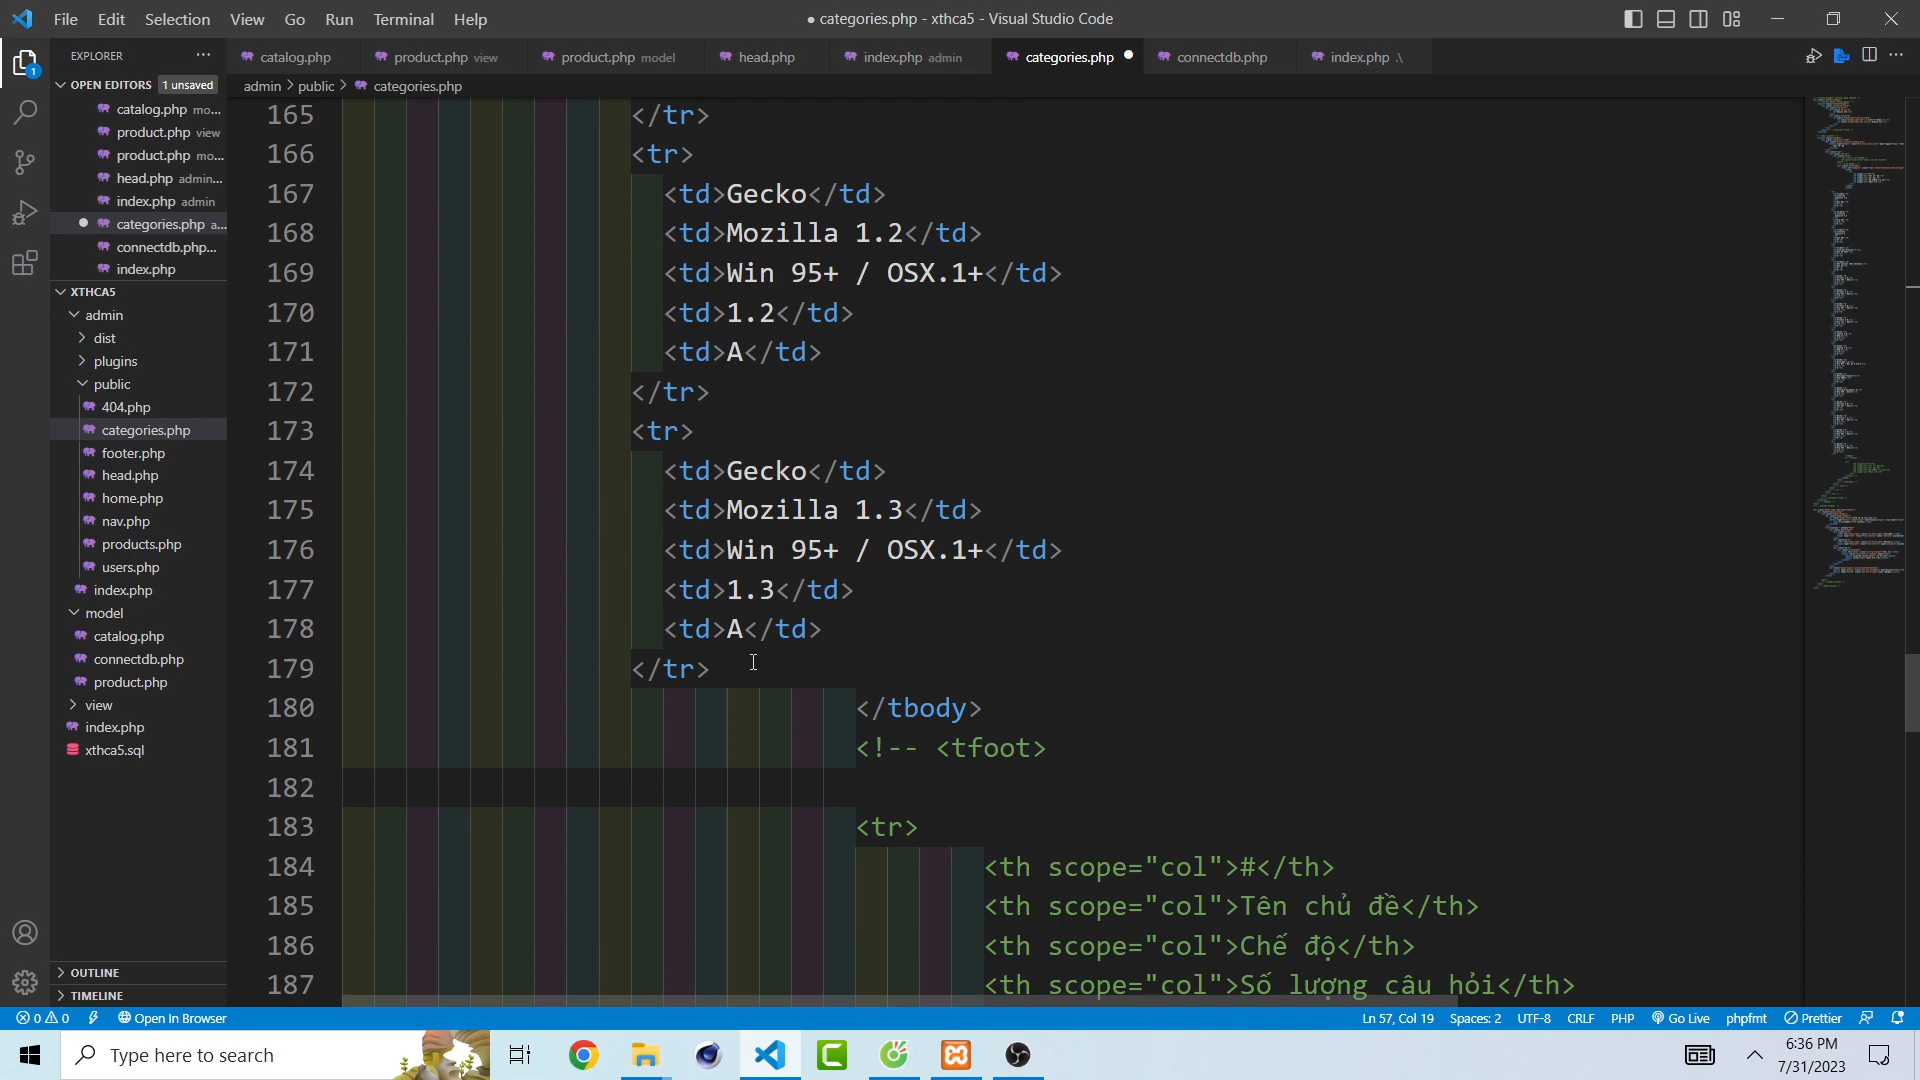 File Edit Selection View Go Run Terminal Help
● categories.php - xthca5 - Visual Studio Code
EXPLORER
catalog.php
product.php view
product.php model
head.php
index.php admin
categories.php
connectdb.php
index.php .\
OPEN EDITORS 1 unsaved
admin > public > categories.php
catalog.php mo...
product.php view
product.php mo...
head.php admin...
index.php admin
categories.php a...
connectdb.php...
index.php
XTHCA5
admin
dist
plugins
public
404.php
categories.php
footer.php
head.php
home.php
nav.php
products.php
users.php
index.php
model
catalog.php
connectdb.php
product.php
view
index.php
xthca5.sql
OUTLINE
TIMELINE
165 </tr>
166 <tr>
167 <td>Gecko</td>
168 <td>Mozilla 1.2</td>
169 <td>Win 95+ / OSX.1+</td>
170 <td>1.2</td>
171 <td>A</td>
172 </tr>
173 <tr>
174 <td>Gecko</td>
175 <td>Mozilla 1.3</td>
176 <td>Win 95+ / OSX.1+</td>
177 <td>1.3</td>
178 <td>A</td>
179 </tr>
180 </tbody>
181 <!-- <tfoot>
182
183 <tr>
184 <th scope="col">#</th>
185 <th scope="col">Tên chủ đề</th>
186 <th scope="col">Chế độ</th>
187 <th scope="col">Số lượng câu hỏi</th>
1
0 0 Open In Browser
Ln 57, Col 19 Spaces: 2 UTF-8 CRLF PHP Go Live phpfmt Prettier
Type here to search
6:36 PM
7/31/2023